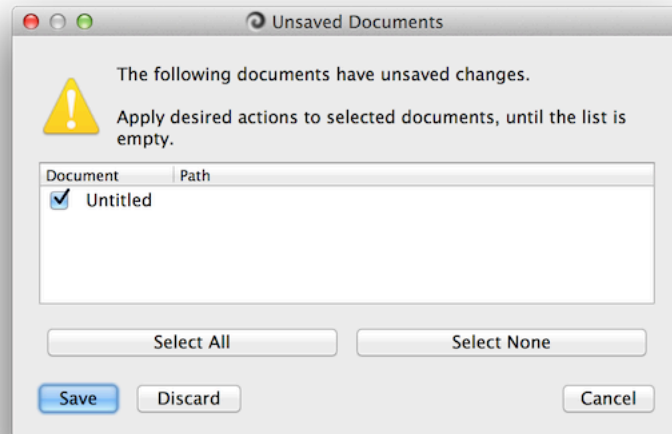 Unsaved Documents
The following documents have unsaved changes.
Apply desired actions to selected documents, until the list is
empty.
Document Path
Untitled
Select All Select None
Save Discard Cancel